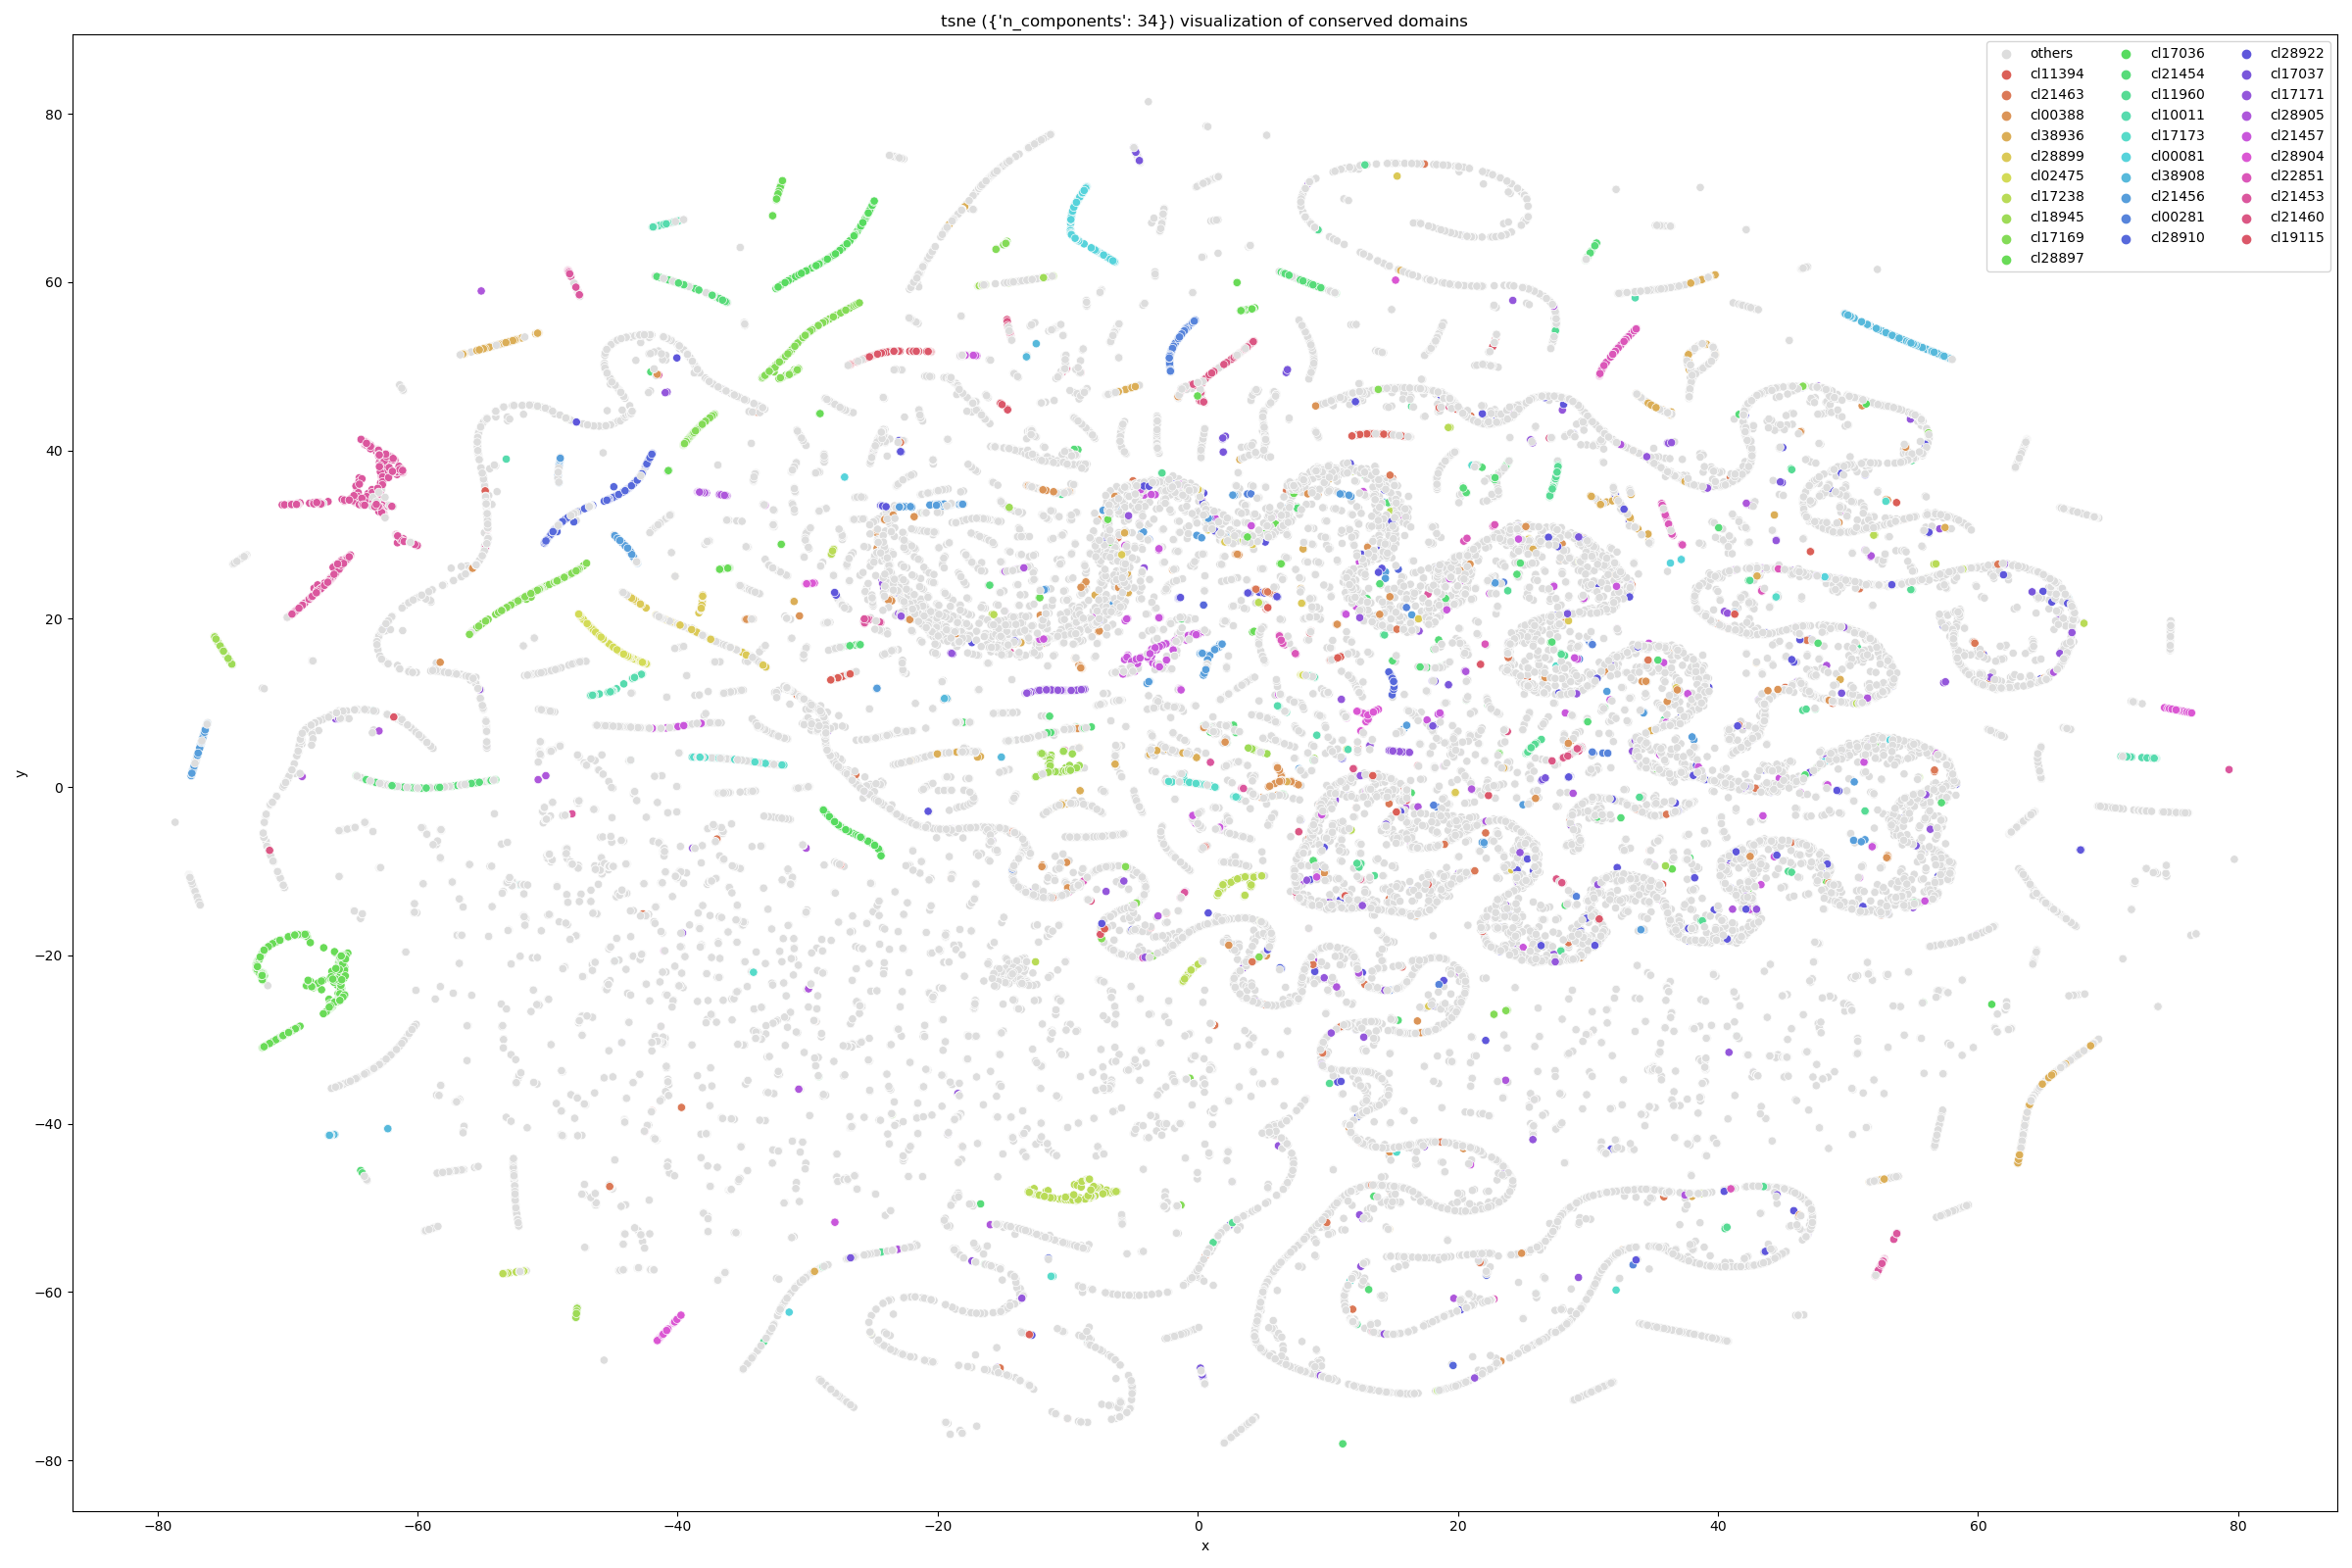 tsne ({'n_components': 34}) visualization of conserved domains
others
cl11394
cl21463
cl00388
cl38936
cl28899
cl02475
cl17238
cl18945
cl17169
cl28897
cl17036
cl21454
cl11960
cl10011
cl17173
cl00081
cl38908
cl21456
cl00281
cl28910
cl28922
cl17037
cl17171
cl28905
cl21457
cl28904
cl22851
cl21453
cl21460
cl19115
80
60
40
20
0
−20
−40
−60
−80
y
−80 −60 −40 −20 0 20 40 60 80
x